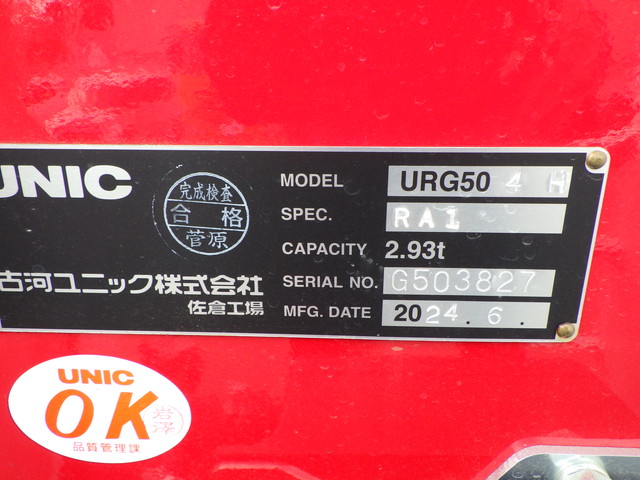 UNIC
完成検査
合格
菅原
古河ユニック株式会社
佐倉工場
MODEL URG50 4 H
SPEC. RA1
CAPACITY 2.93t
SERIAL NO. G503827
MFG. DATE 2024.6.
UNIC
OK
岩澤
品質管理課